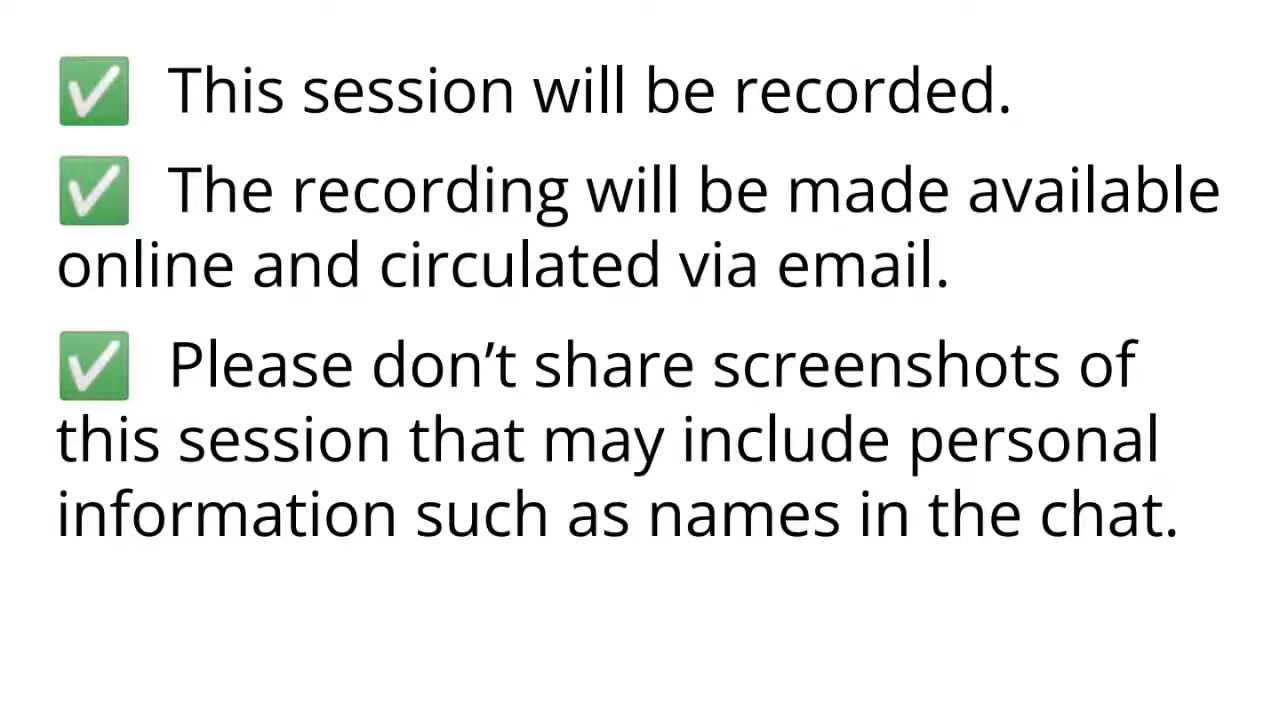 ✅ This session will be recorded.
✅ The recording will be made available
online and circulated via email.
✅ Please don’t share screenshots of
this session that may include personal
information such as names in the chat.